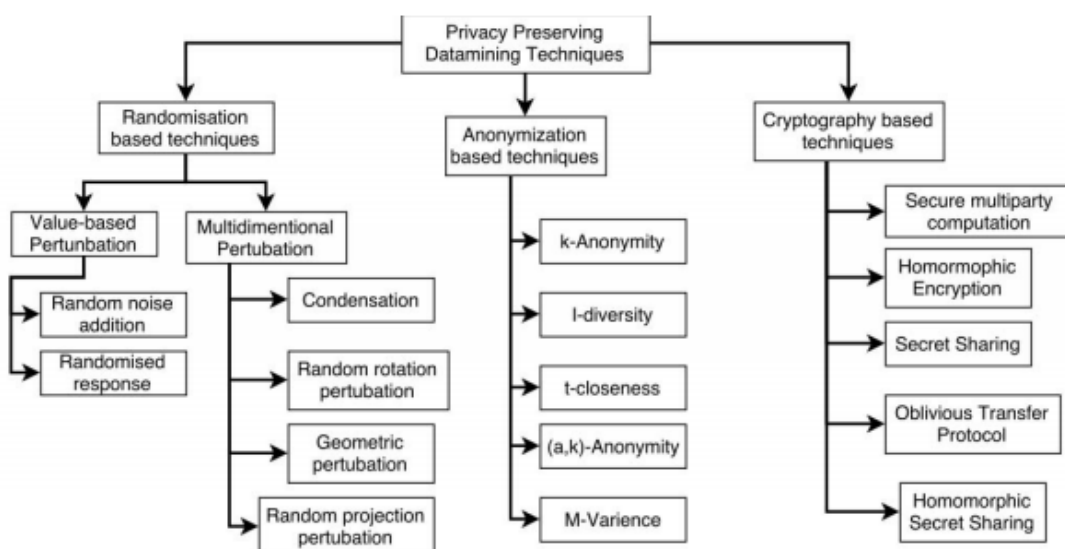 Privacy Preserving
Datamining Techniques
Randomisation
based techniques
Anonymization
based techniques
Cryptography based
techniques
Value-based
Pertunbation
Multidimentional
Pertubation
Random noise
addition
Randomised
response
Condensation
Random rotation
pertubation
Geometric
pertubation
Random projection
pertubation
k-Anonymity
l-diversity
t-closeness
(a,k)-Anonymity
M-Varience
Secure multiparty
computation
Homormophic
Encryption
Secret Sharing
Oblivious Transfer
Protocol
Homomorphic
Secret Sharing